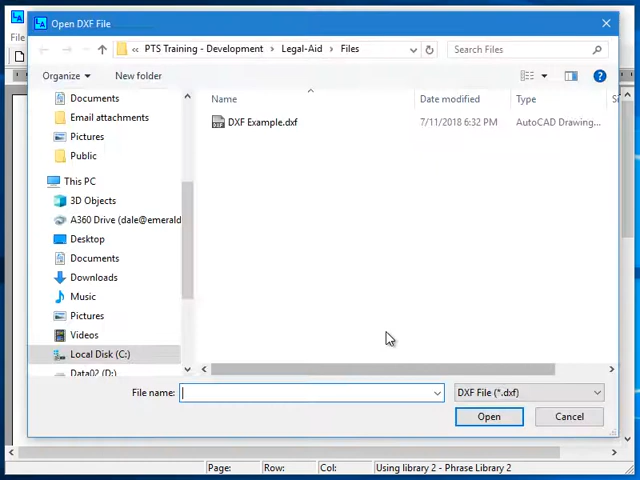 Open DXF File
« PTS Training - Development > Legal-Aid > Files
Search Files
File
Organize
New folder
Name
Date modified
Type
DXF Example.dxf
7/11/2018 6:32 PM
AutoCAD Drawing...
Documents
Email attachments
Pictures
Public
This PC
3D Objects
A360 Drive (dale@emerald
Desktop
Documents
Downloads
Music
Pictures
Videos
Local Disk (C:)
Data02 (D:)
File name:
DXF File (*.dxf)
Open
Cancel
Page:
Row:
Col:
Using library 2 - Phrase Library 2